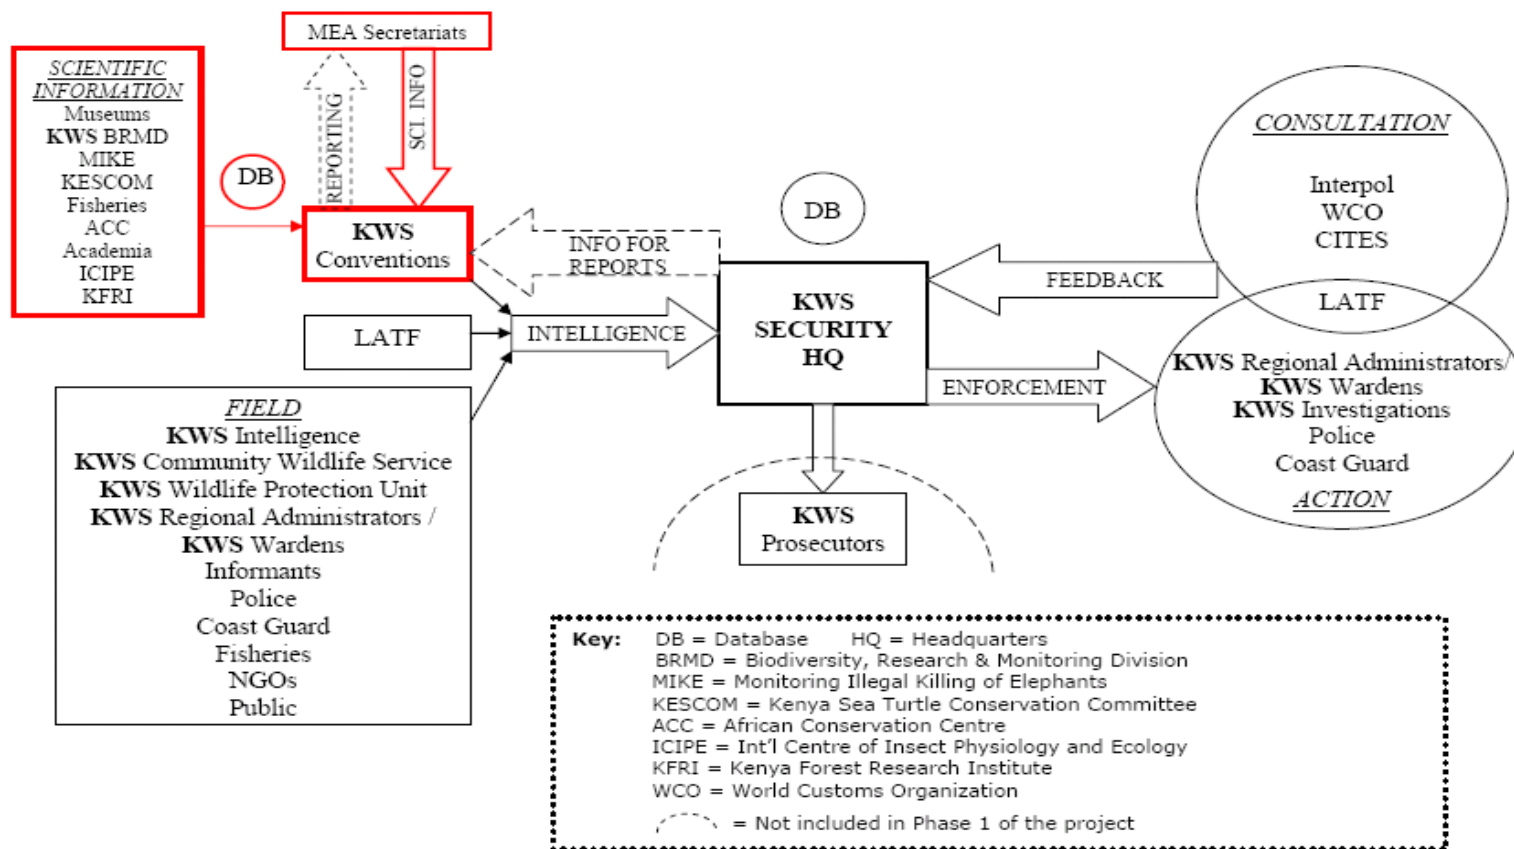 MEA Secretariats
SCIENTIFIC
INFORMATION
Museums
KWS BRMD
MIKE
KESCOM
Fisheries
ACC
Academia
ICIPE
KFRI
DB
REPORTING
SCI. INFO
KWS
Conventions
INFO FOR
REPORTS
DB
LATF
INTELLIGENCE
KWS
SECURITY
HQ
FEEDBACK
ENFORCEMENT
CONSULTATION
Interpol
WCO
CITES
LATF
KWS Regional Administrators/
KWS Wardens
KWS Investigations
Police
Coast Guard
ACTION
FIELD
KWS Intelligence
KWS Community Wildlife Service
KWS Wildlife Protection Unit
KWS Regional Administrators /
KWS Wardens
Informants
Police
Coast Guard
Fisheries
NGOs
Public
KWS
Prosecutors
Key: DB = Database HQ = Headquarters
BRMD = Biodiversity, Research & Monitoring Division
MIKE = Monitoring Illegal Killing of Elephants
KESCOM = Kenya Sea Turtle Conservation Committee
ACC = African Conservation Centre
ICIPE = Int'l Centre of Insect Physiology and Ecology
KFRI = Kenya Forest Research Institute
WCO = World Customs Organization
= Not included in Phase 1 of the project